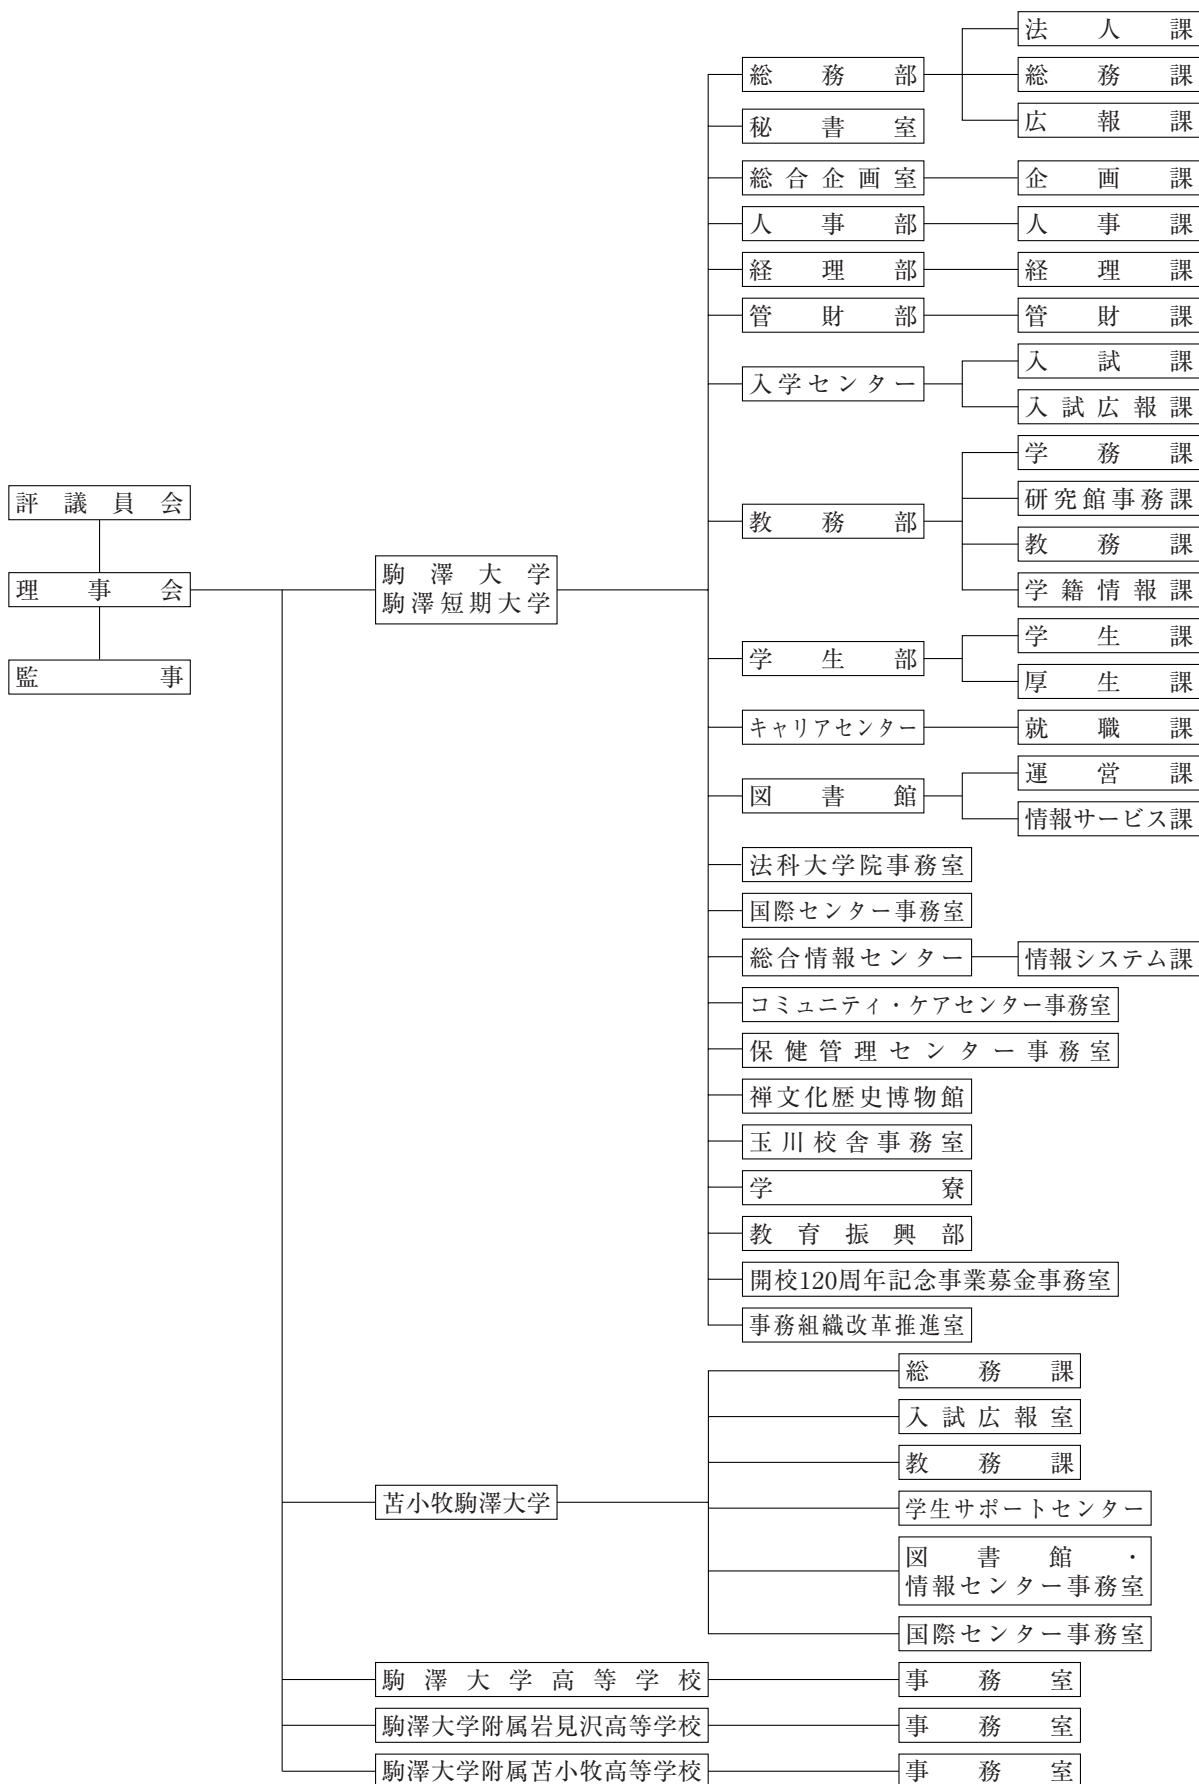 評議員会
理事会
監事
駒澤大学
駒澤短期大学
総務部
法人課
総務課
広報課
秘書室
総合企画室
企画課
人事部
人事課
経理部
経理課
管財部
管財課
入学センター
入試課
入試広報課
教務部
学務課
研究館事務課
教務課
学籍情報課
学生部
学生課
厚生課
キャリアセンター
就職課
図書館
運営課
情報サービス課
法科大学院事務室
国際センター事務室
総合情報センター
情報システム課
コミュニティ・ケアセンター事務室
保健管理センター事務室
禅文化歴史博物館
玉川校舎事務室
学寮
教育振興部
開校120周年記念事業募金事務室
事務組織改革推進室
苫小牧駒澤大学
総務課
入試広報室
教務課
学生サポートセンター
図書館・
情報センター事務室
国際センター事務室
駒澤大学高等学校
事務室
駒澤大学附属岩見沢高等学校
事務室
駒澤大学附属苫小牧高等学校
事務室